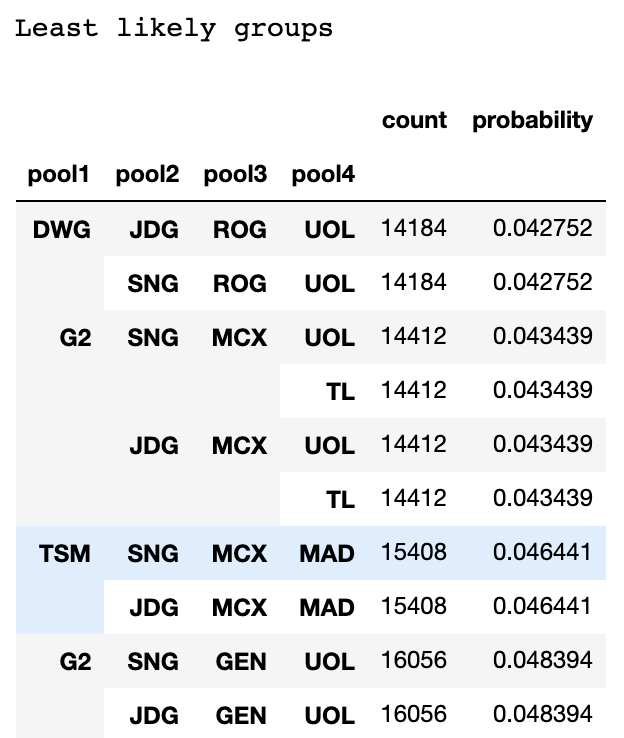 Least likely groups
count probability
pool1 pool2 pool3 pool4
DWG JDG ROG UOL 14184 0.042752
SNG ROG UOL 14184 0.042752
G2 SNG MCX UOL 14412 0.043439
TL 14412 0.043439
JDG MCX UOL 14412 0.043439
TL 14412 0.043439
TSM SNG MCX MAD 15408 0.046441
JDG MCX MAD 15408 0.046441
G2 SNG GEN UOL 16056 0.048394
JDG GEN UOL 16056 0.048394